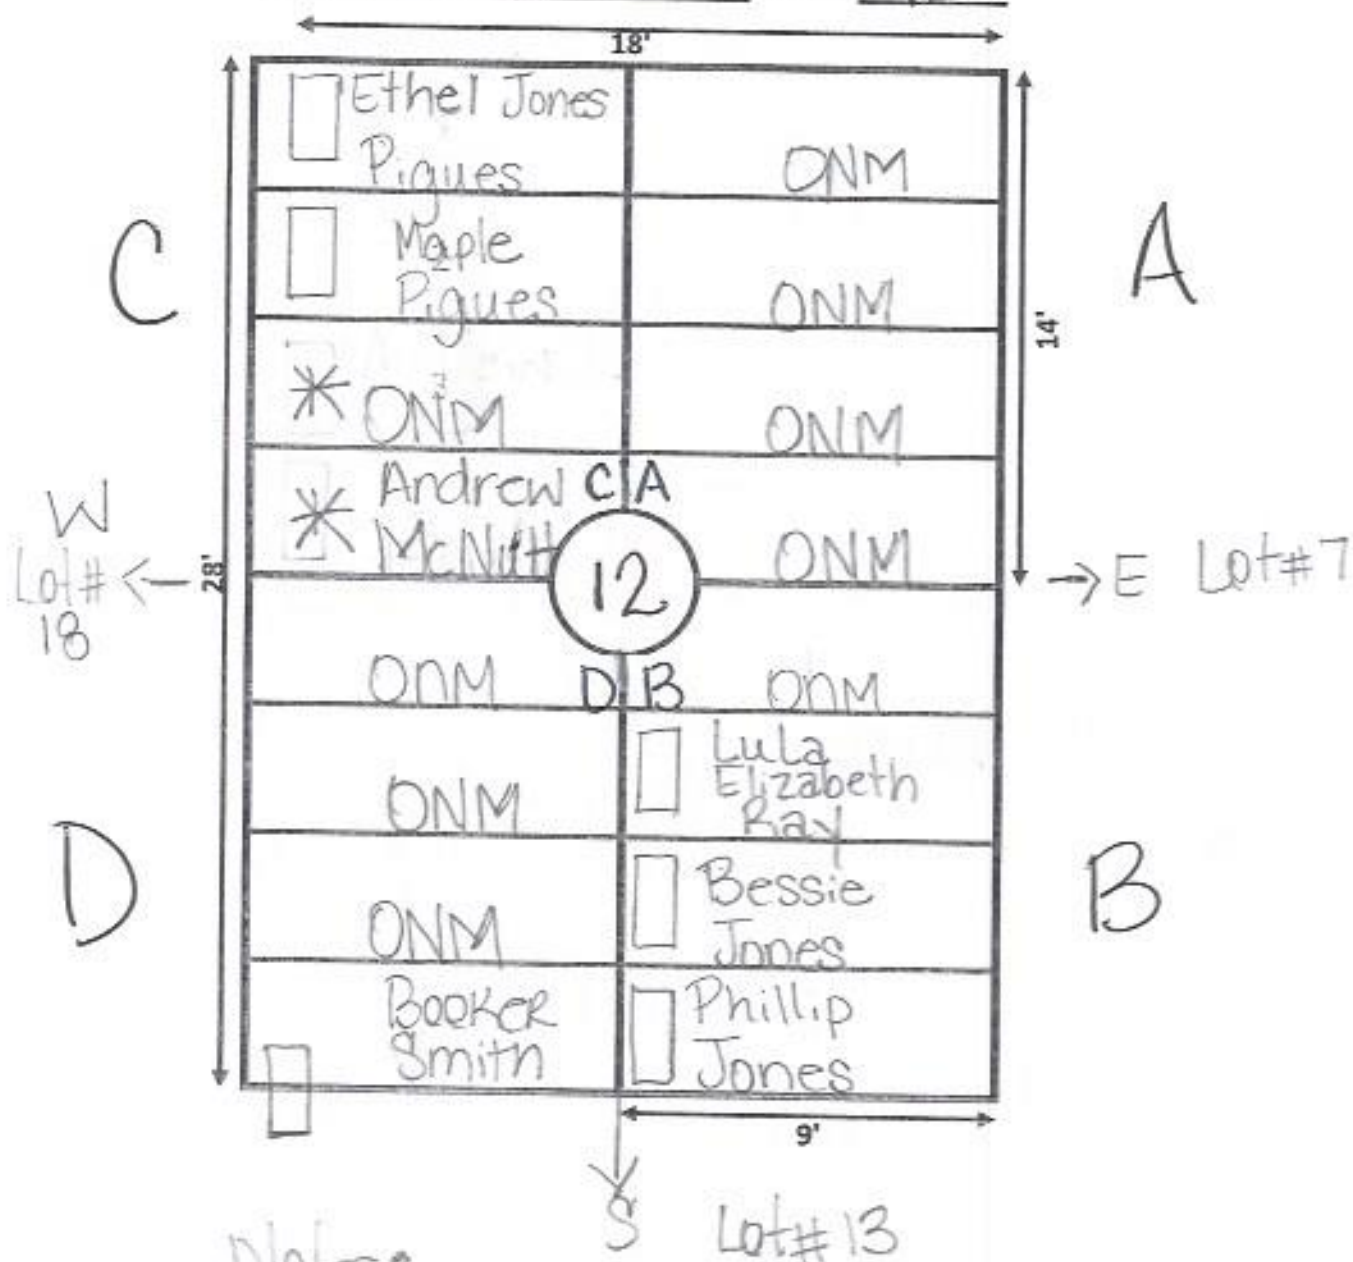 18'
Ethel Jones
Pigues
ONM
C
Maple
Pigues
ONM
A
14'
ONM
ONM
Andrew
McNutt
C A
ONM
W
Lot#
18
28'
12
E Lot#7
ONM
D B
ONM
ONM
Lula
Elizabeth
Ray
D
ONM
Bessie
Jones
B
Booker
Smith
Phillip
Jones
9'
S Lot#13